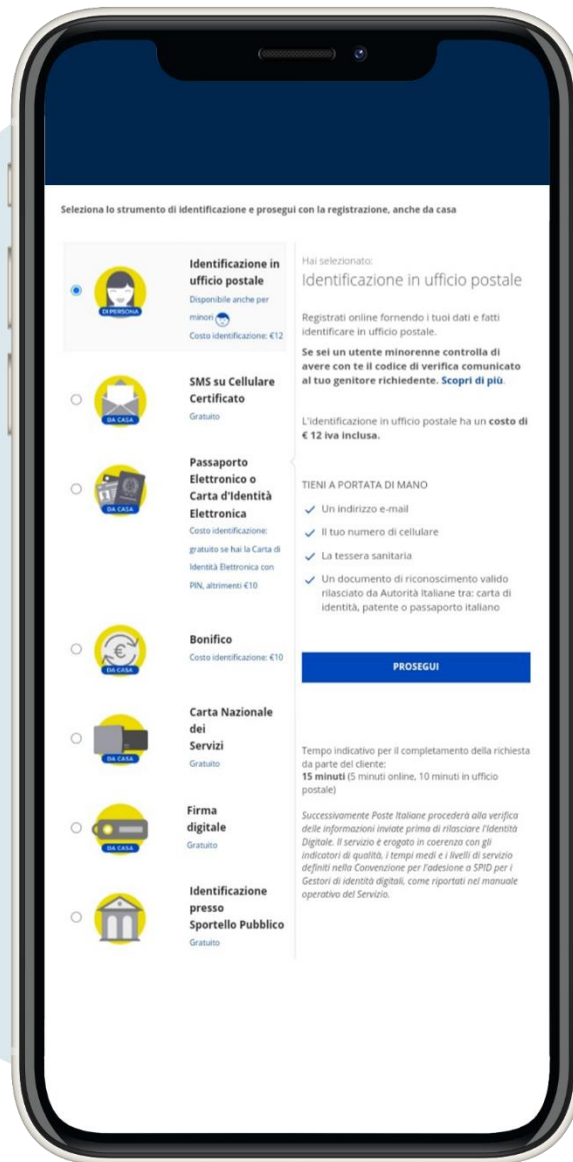 Seleziona lo strumento di identificazione e prosegui con la registrazione, anche da casa
DI PERSONA
Identificazione in
ufficio postale
Disponibile anche per
minori
Costo identificazione: €12
DA CASA
SMS su Cellulare
Certificato
Gratuito
DA CASA
Passaporto
Elettronico o
Carta d'Identità
Elettronica
Costo identificazione:
gratuito se hai la Carta di
Identità Elettronica con
PIN, altrimenti €10
DA CASA
Bonifico
Costo identificazione: €10
DA CASA
Carta Nazionale
dei
Servizi
Gratuito
DA CASA
Firma
digitale
Gratuito
Identificazione
presso
Sportello Pubblico
Gratuito
Hai selezionato:
Identificazione in ufficio postale
Registrati online fornendo i tuoi dati e fatti
identificare in ufficio postale.
Se sei un utente minorenne controlla di
avere con te il codice di verifica comunicato
al tuo genitore richiedente. Scopri di più.
L'identificazione in ufficio postale ha un costo di
€ 12 iva inclusa.
TIENI A PORTATA DI MANO
Un indirizzo e-mail
Il tuo numero di cellulare
La tessera sanitaria
Un documento di riconoscimento valido
rilasciato da Autorità Italiane tra: carta di
identità, patente o passaporto italiano
PROSEGUI
Tempo indicativo per il completamento della richiesta
da parte del cliente:
15 minuti (5 minuti online, 10 minuti in ufficio
postale)
Successivamente Poste Italiane procederà alla verifica
delle informazioni inviate prima di rilasciare l'Identità
Digitale. Il servizio è erogato in coerenza con gli
indicatori di qualità, i tempi medi e i livelli di servizio
definiti nella Convenzione per l'adesione a SPID per i
Gestori di identità digitali, come riportati nel manuale
operativo del Servizio.